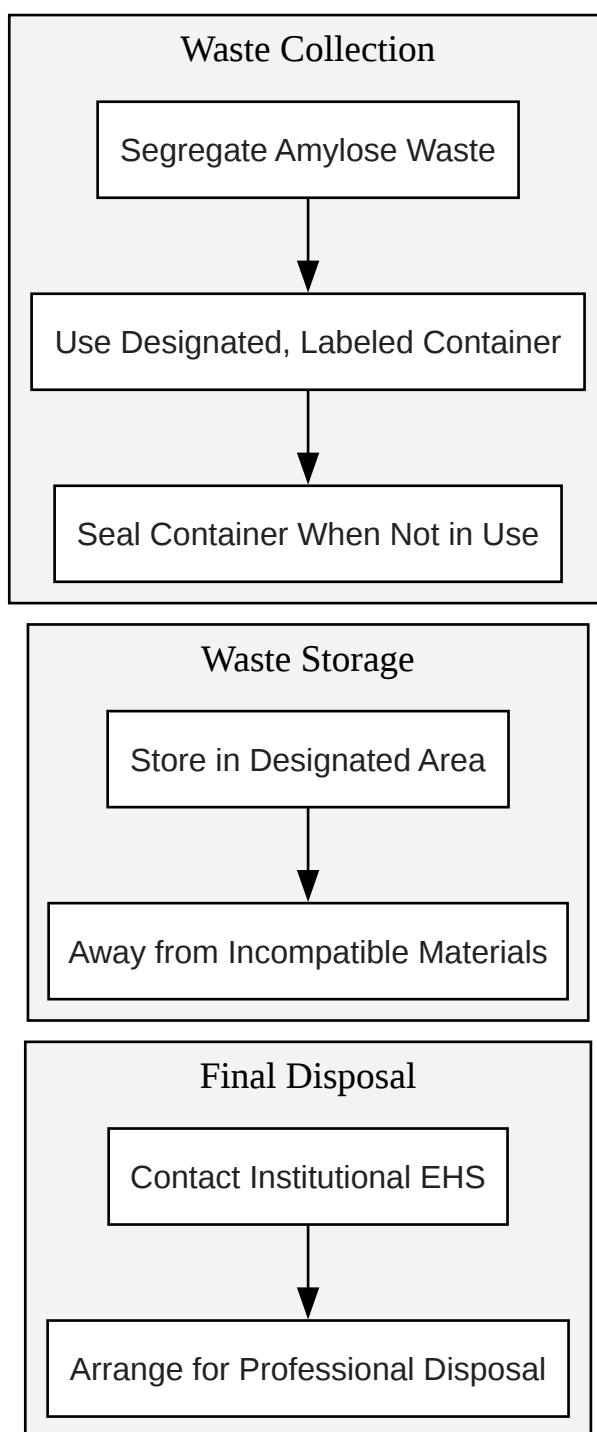 Waste Collection
Segregate Amylose Waste
Use Designated, Labeled Container
Seal Container When Not in Use
Waste Storage
Store in Designated Area
Away from Incompatible Materials
Final Disposal
Contact Institutional EHS
Arrange for Professional Disposal